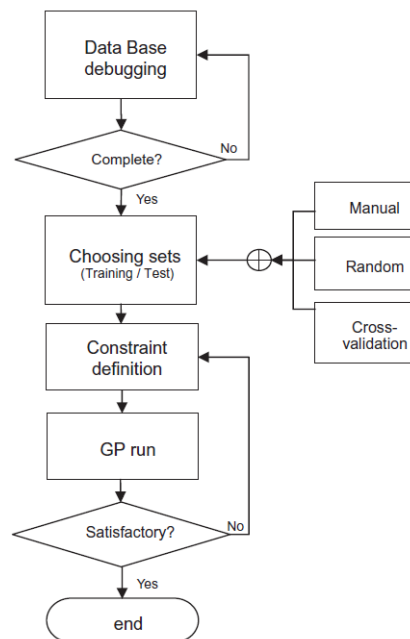 Data Base
debugging
No
Complete?
Yes
Manual
Choosing sets
(Training / Test)
Random
Cross-
validation
Constraint
definition
GP run
Satisfactory?
No
Yes
end